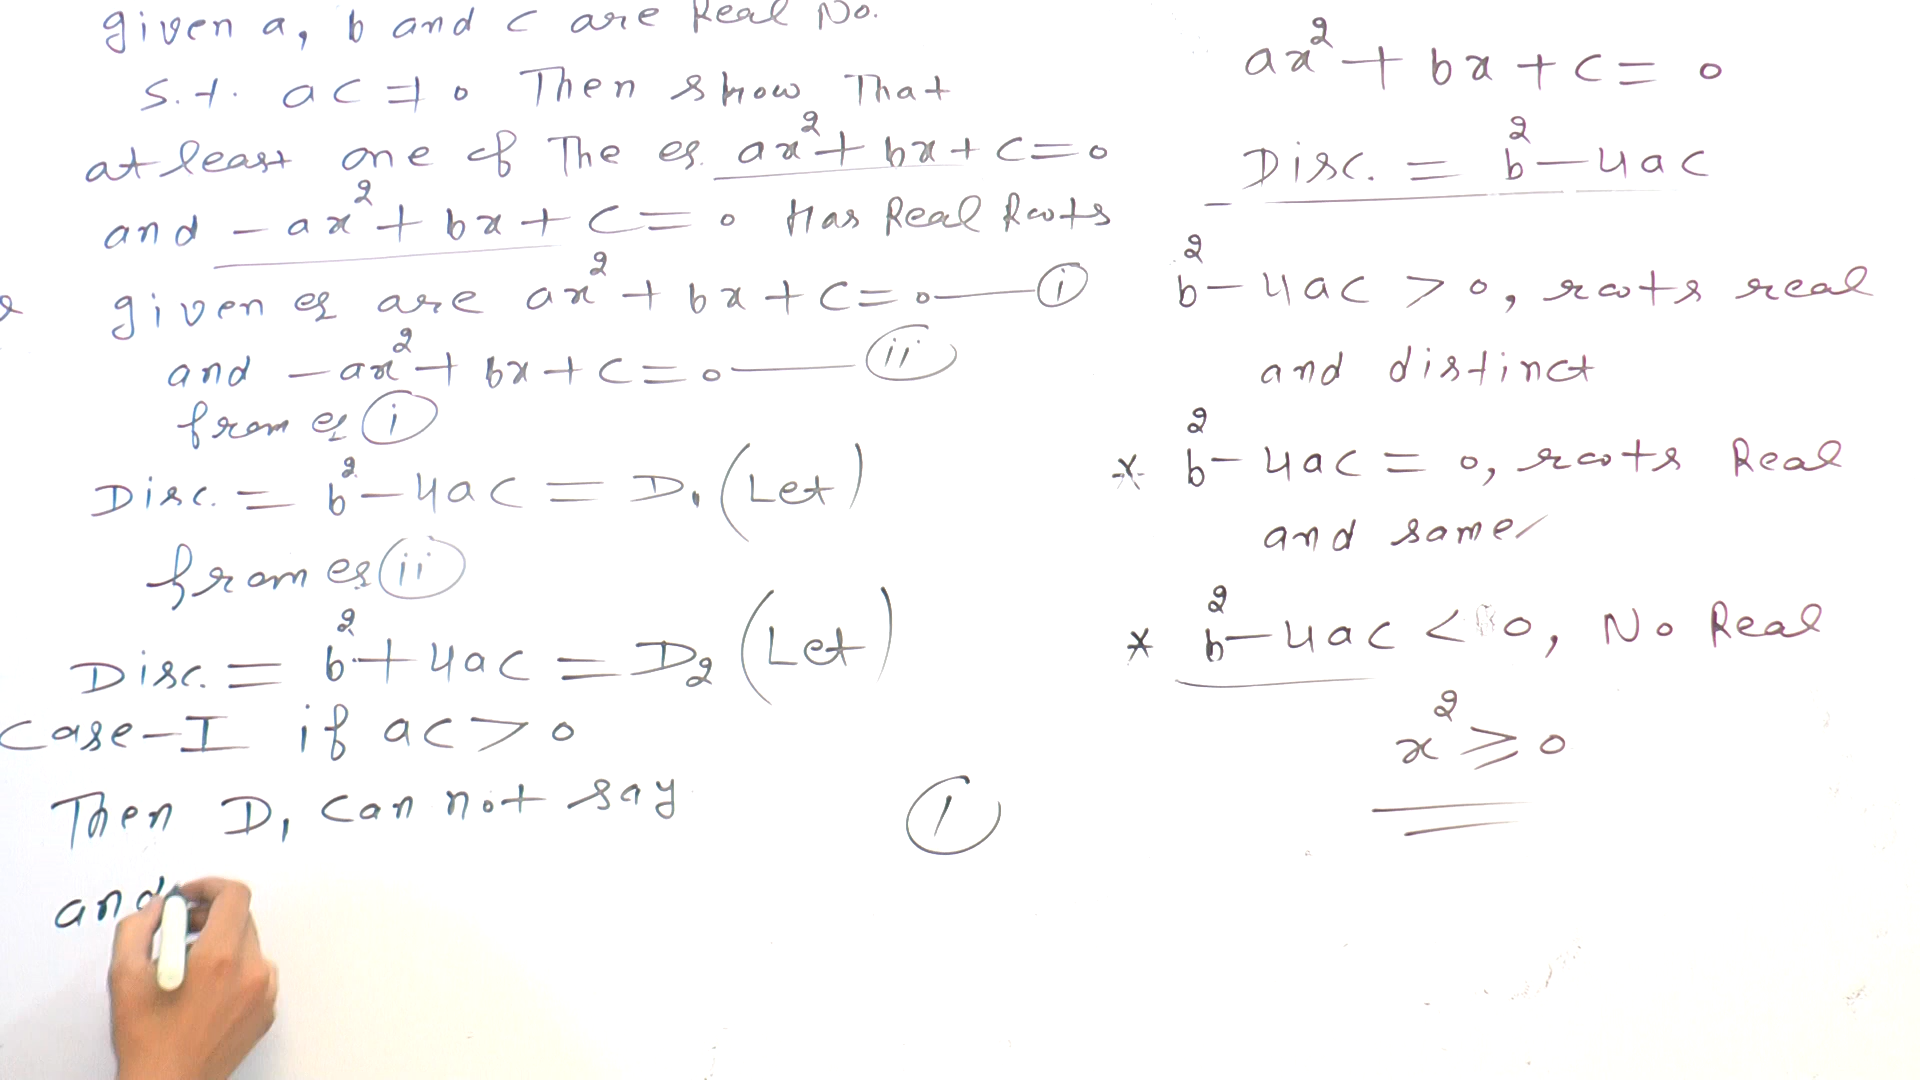 given a, b and c are Real No.
s.t. ac ≠ 0 Then show That
at least one of The eq. ax² + bx + c = 0
and -ax² + bx + c = 0 has Real Roots
given eq are ax² + bx + c = 0 — (i)
and -ax² + bx + c = 0 — (ii)
from eq (i)
Disc. = b² - 4ac = D₁ (Let)
from eq (ii)
Disc. = b² + 4ac = D₂ (Let)
Case-I if ac > 0
Then D₁ can not say
and
(1)
ax² + bx + c = 0
Disc. = b² - 4ac
b² - 4ac > 0, roots real
and distinct
* b² - 4ac = 0, roots Real
and same
* b² - 4ac < 0, No Real
x² ≥ 0